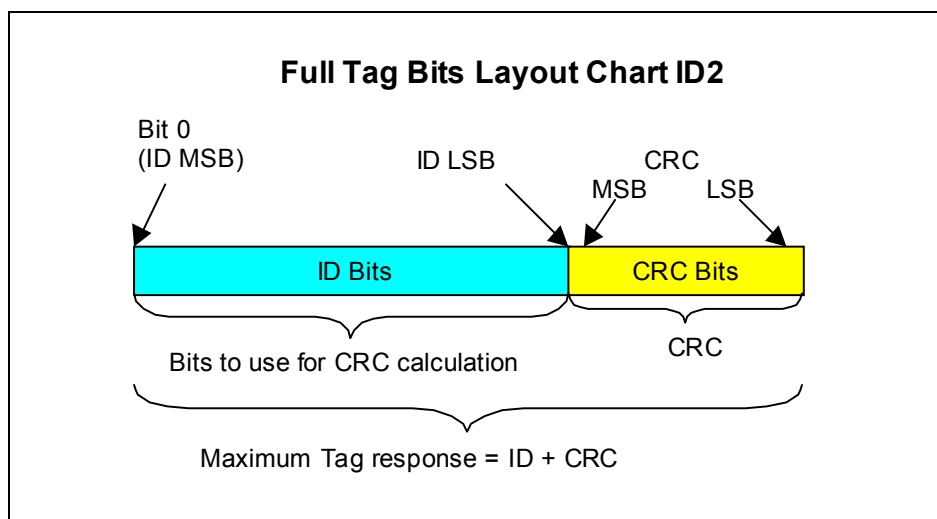 Full Tag Bits Layout Chart ID2
Bit 0
(ID MSB)
ID LSB
CRC
MSB
LSB
ID Bits
CRC Bits
Bits to use for CRC calculation
CRC
Maximum Tag response = ID + CRC